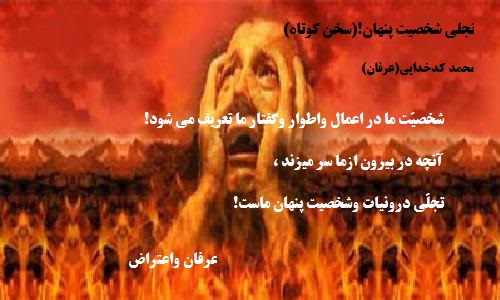 تجلی شخصیت پنهان!(سخن کوتاه)
محمد کدخدایی(عرفان)
شخصیّت ما در اعمال واطوار وگفتار ما تعریف می شود!
آنچه در بیرون ازما سر میزند ،
تجلّی درونیات وشخصیت پنهان ماست!
عرفان واعتراض